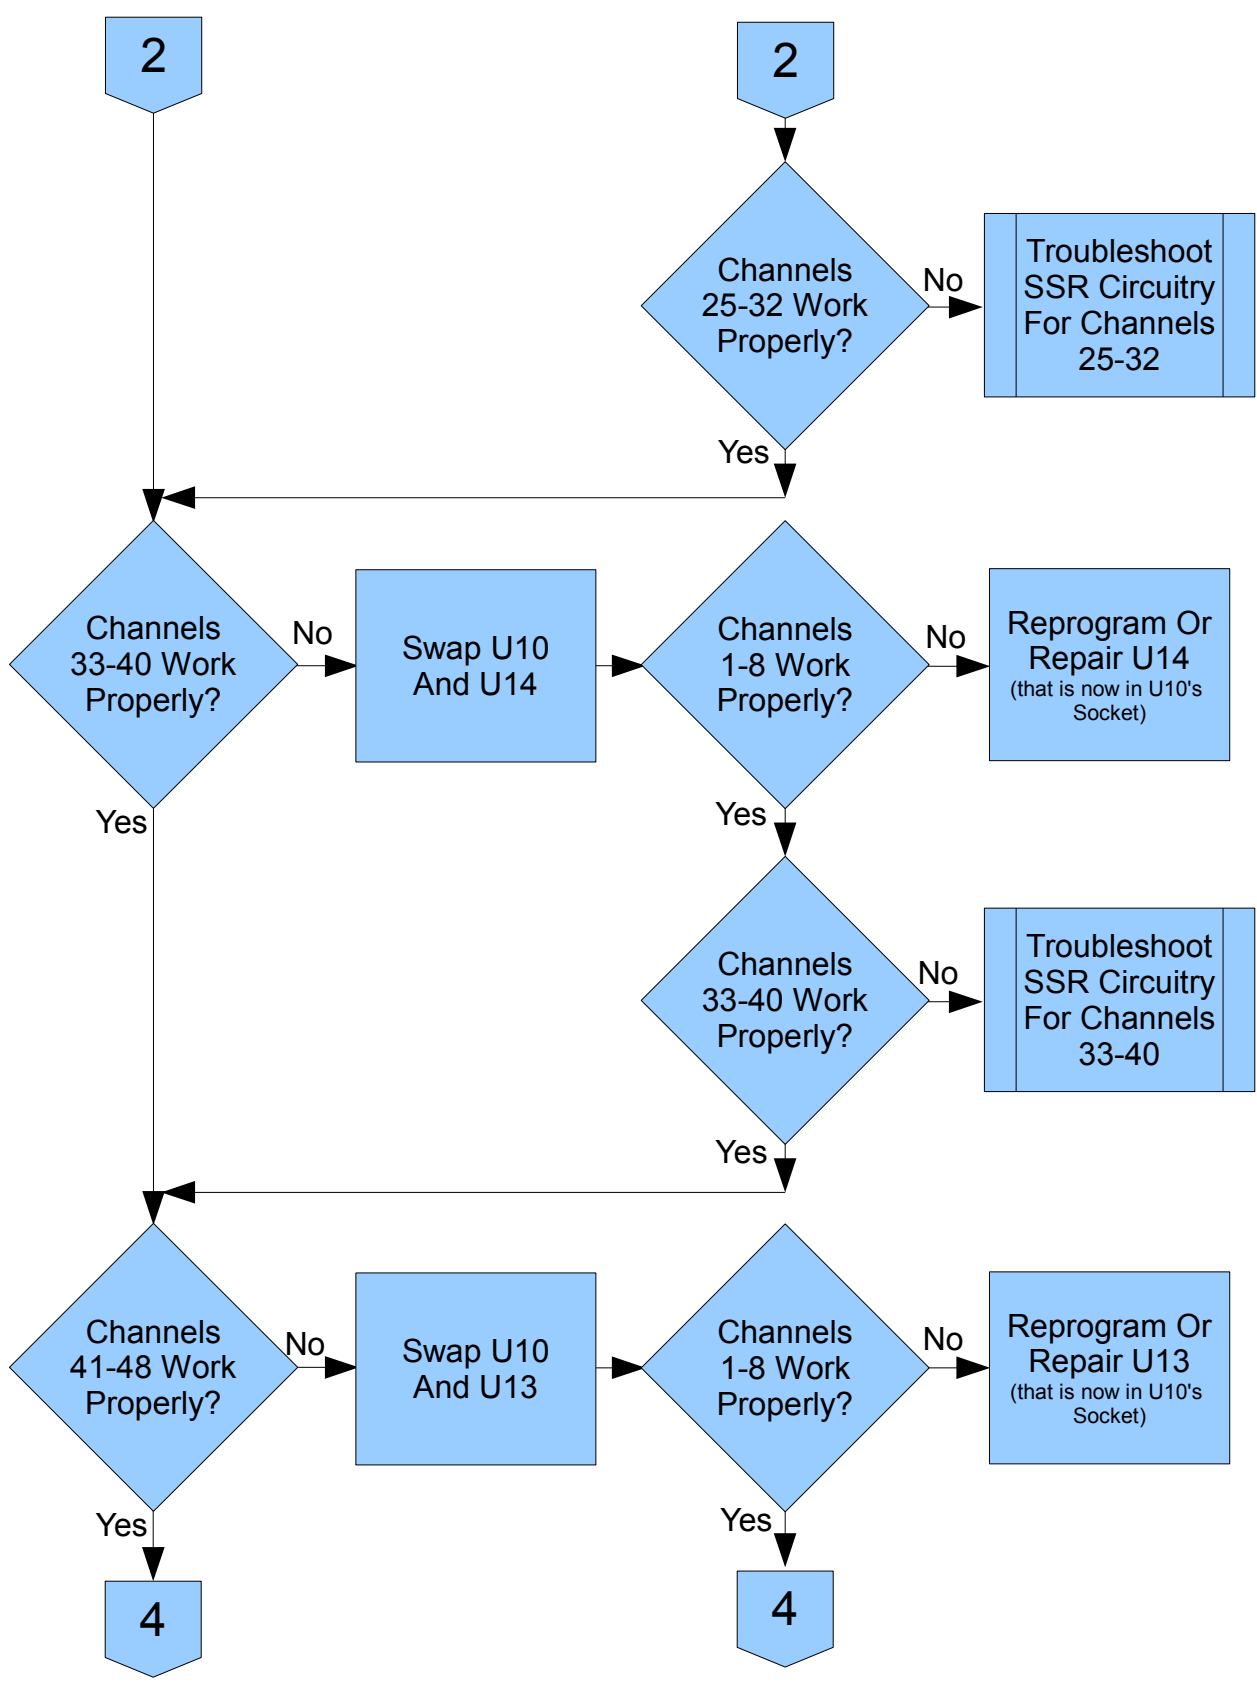 2
2
Channels
25-32 Work
Properly?
No
Troubleshoot
SSR Circuitry
For Channels
25-32
Yes
Channels
33-40 Work
Properly?
No
Swap U10
And U14
Channels
1-8 Work
Properly?
No
Reprogram Or
Repair U14
(that is now in U10's
Socket)
Yes
Yes
Channels
33-40 Work
Properly?
No
Troubleshoot
SSR Circuitry
For Channels
33-40
Yes
Channels
41-48 Work
Properly?
No
Swap U10
And U13
Channels
1-8 Work
Properly?
No
Reprogram Or
Repair U13
(that is now in U10's
Socket)
Yes
Yes
4
4